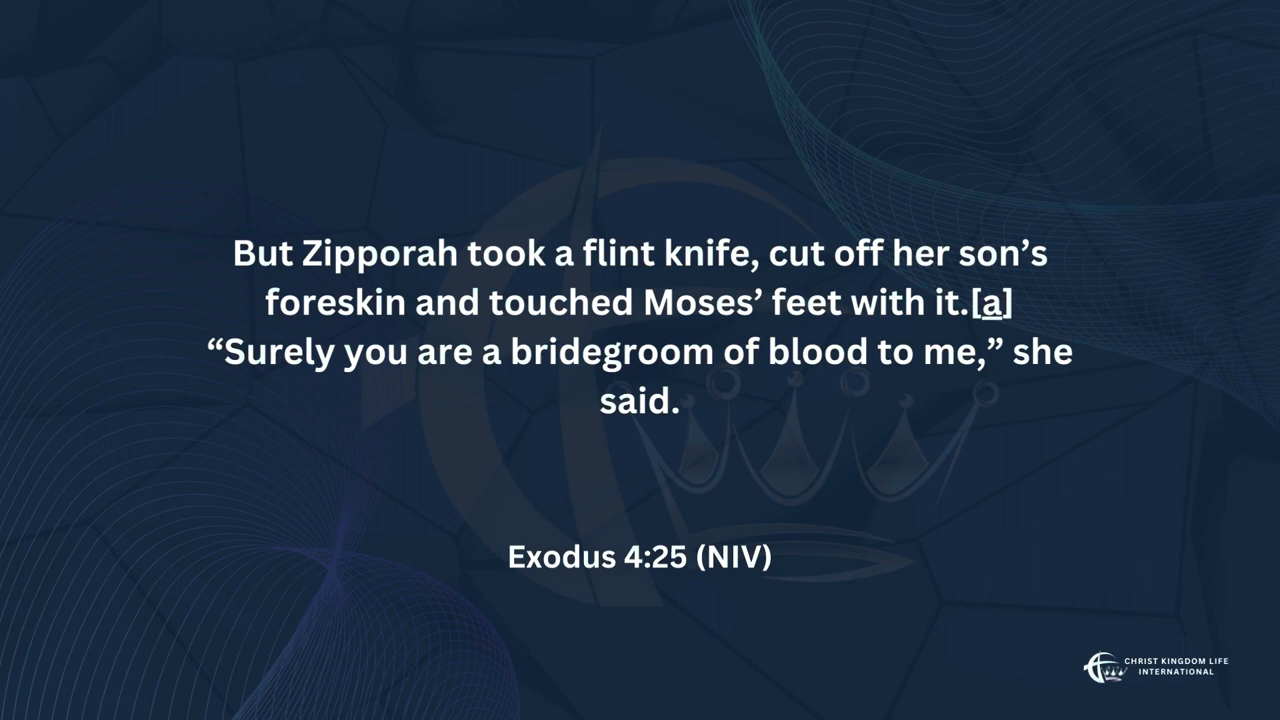 But Zipporah took a flint knife, cut off her son’s
foreskin and touched Moses’ feet with it.[a]
“Surely you are a bridegroom of blood to me,” she
said.
Exodus 4:25 (NIV)
CHRIST KINGDOM LIFE
INTERNATIONAL